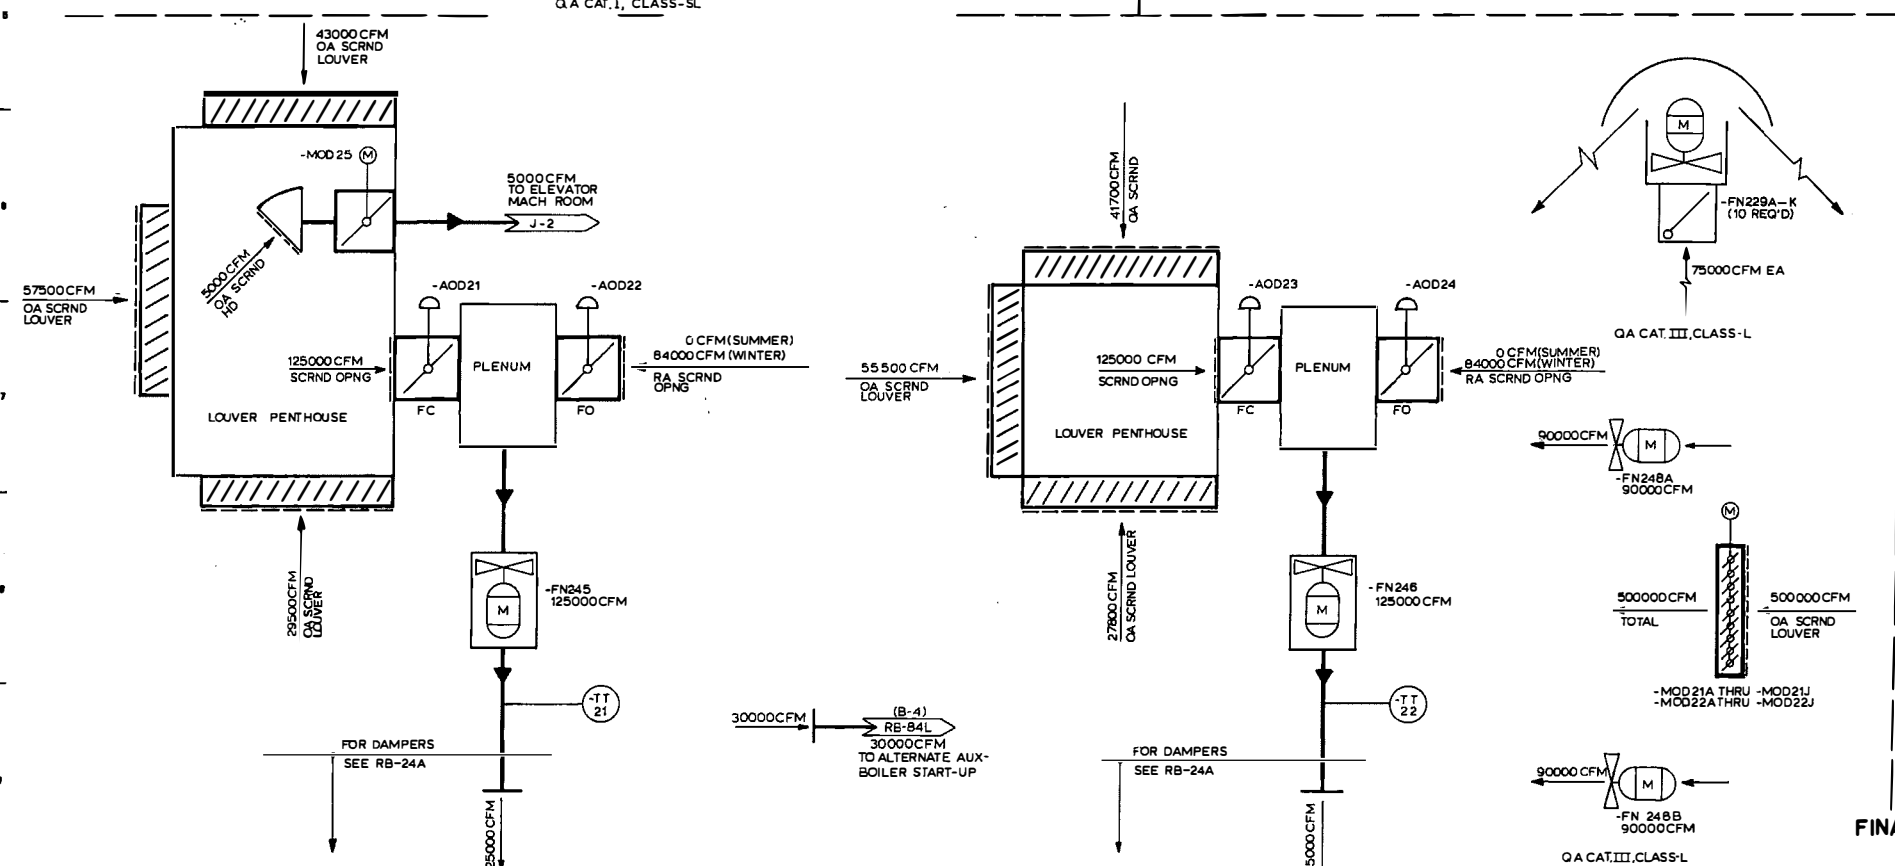 QA CAT. I, CLASS-SL
5
43000 CFM
OA SCRND
LOUVER
-MOD 25
M
5000 CFM
TO ELEVATOR
MACH ROOM
J-2
5000 CFM
OA SCRND
HD
57500 CFM
OA SCRND
LOUVER
-AOD21
-AOD22
125000 CFM
SCRND OPNG
PLENUM
0 CFM (SUMMER)
84000 CFM (WINTER)
RA SCRND
OPNG
FC
FO
LOUVER PENTHOUSE
29500 CFM
OA SCRND
LOUVER
M
-FN245
125000 CFM
-TT
21
FOR DAMPERS
SEE RB-24A
30000 CFM
(B-4)
RB-84L
30000 CFM
TO ALTERNATE AUX-
BOILER START-UP
41700 CFM
OA SCRND
-AOD23
-AOD24
55500 CFM
OA SCRND
LOUVER
125000 CFM
SCRND OPNG
PLENUM
0 CFM (SUMMER)
84000 CFM (WINTER)
RA SCRND OPNG
FC
FO
LOUVER PENTHOUSE
27800 CFM
OA SCRND LOUVER
M
-FN246
125000 CFM
-TT
22
FOR DAMPERS
SEE RB-24A
M
-FN229A-K
(10 REQ'D)
75000 CFM EA
QA CAT. III, CLASS-L
90000 CFM
M
-FN248A
90000 CFM
M
500000 CFM
TOTAL
500000 CFM
OA SCRND
LOUVER
-MOD21A THRU -MOD21J
-MOD22A THRU -MOD22J
90000 CFM
M
-FN 248B
90000 CFM
QA CAT. III, CLASS-L
7